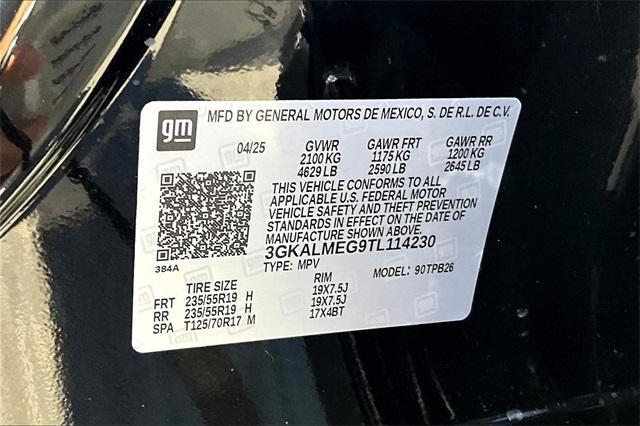 gm
MFD BY GENERAL MOTORS DE MEXICO, S. DE R.L. DE C.V.
04/25 GVWR GAWR FRT GAWR RR
2100 KG 1175 KG 1200 KG
4629 LB 2590 LB 2645 LB
THIS VEHICLE CONFORMS TO ALL
APPLICABLE U.S. FEDERAL MOTOR
VEHICLE SAFETY AND THEFT PREVENTION
STANDARDS IN EFFECT ON THE DATE OF
MANUFACTURE SHOWN ABOVE.
3GKALMEG9TL114230
384A
TYPE: MPV MODEL: 90TPB26
TIRE SIZE RIM
FRT 235/55R19 H 19X7.5J
RR 235/55R19 H 19X7.5J
SPA T125/70R17 M 17X4BT